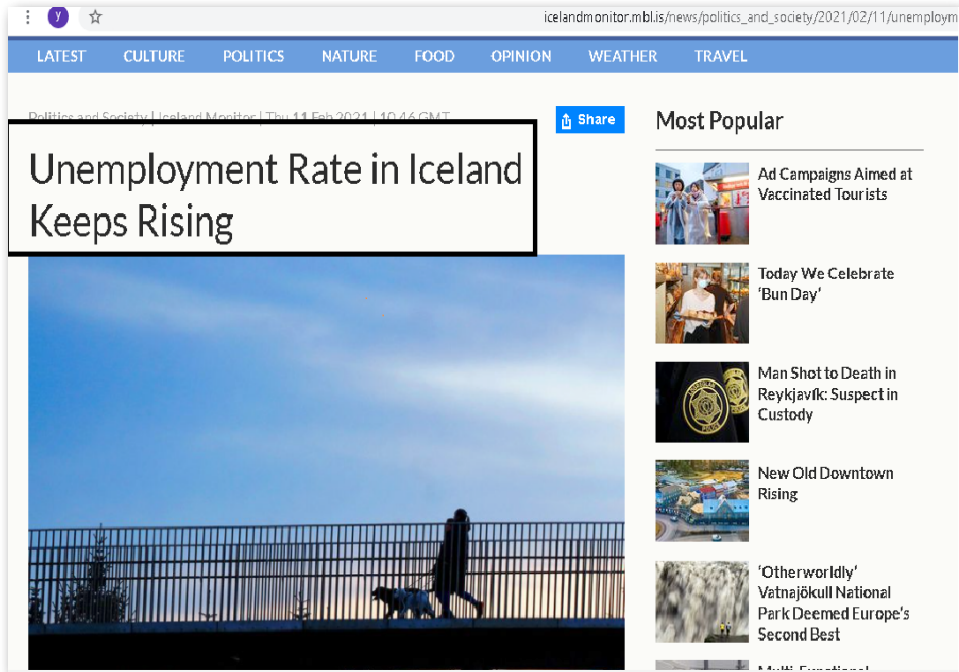 y
icelandmonitor.mbl.is/news/politics_and_society/2021/02/11/unemploym
LATEST CULTURE POLITICS NATURE FOOD OPINION WEATHER TRAVEL
Politics and Society | Iceland Monitor | Thu 11 Feb 2021 | 10.46 GMT
Share
Unemployment Rate in Iceland
Keeps Rising
Most Popular
Ad Campaigns Aimed at
Vaccinated Tourists
Today We Celebrate
‘Bun Day’
Man Shot to Death in
Reykjavík: Suspect in
Custody
New Old Downtown
Rising
‘Otherworldly’
Vatnajökull National
Park Deemed Europe’s
Second Best
Multi-Functional